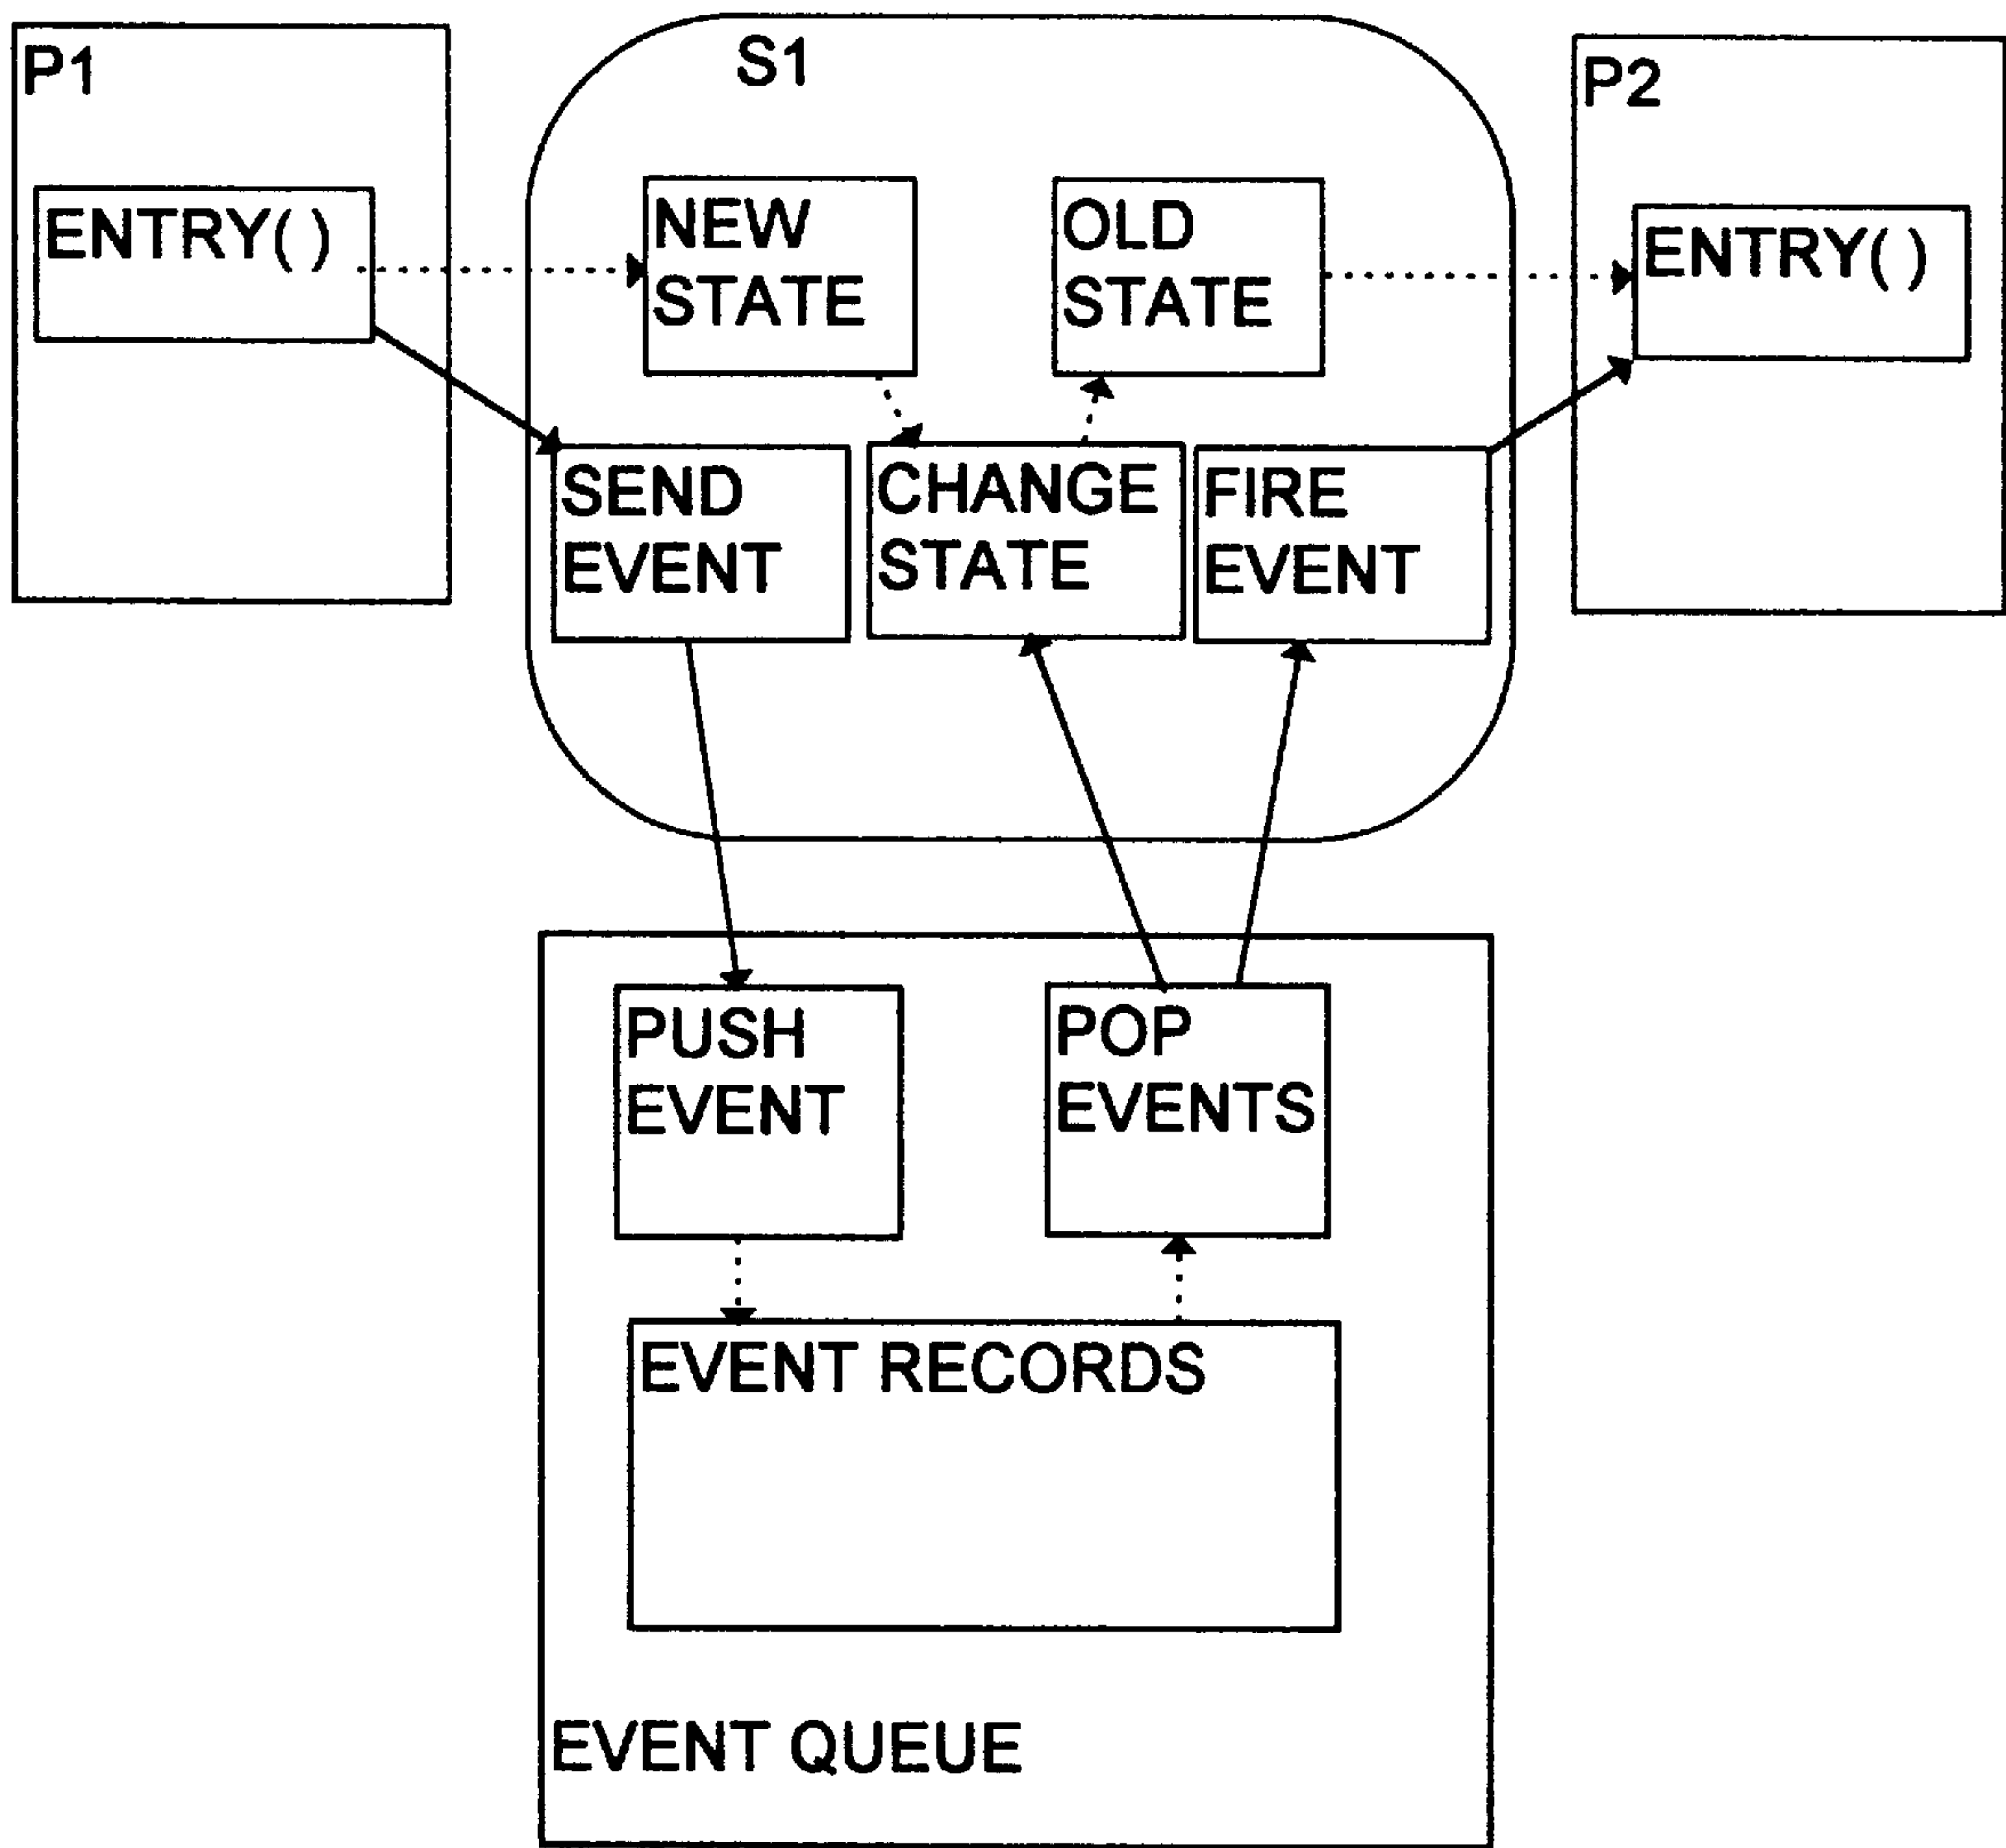 P1
S1
P2
ENTRY( )
NEW
STATE
OLD
STATE
ENTRY( )
SEND
EVENT
CHANGE
STATE
FIRE
EVENT
PUSH
EVENT
POP
EVENTS
EVENT RECORDS
EVENT QUEUE